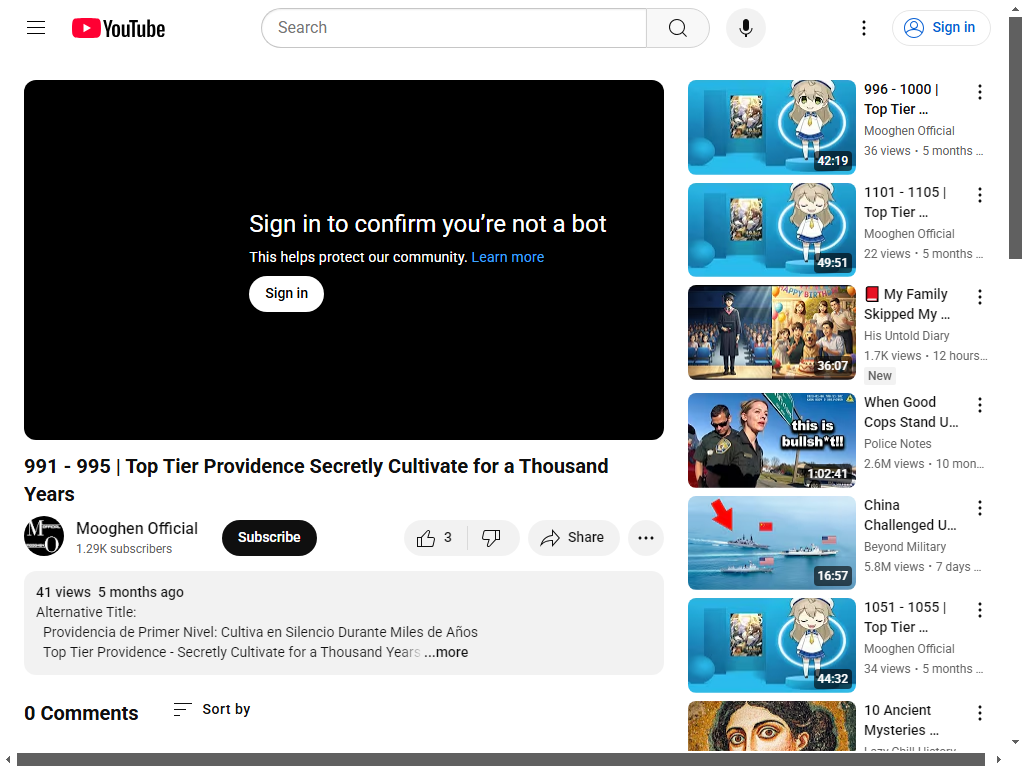 YouTube
Search
Sign in
Sign in to confirm you’re not a bot
This helps protect our community. Learn more
Sign in
991 - 995 | Top Tier Providence Secretly Cultivate for a Thousand
Years
Mooghen Official
1.29K subscribers
Subscribe
3
Share
41 views 5 months ago
Alternative Title:
Providencia de Primer Nivel: Cultiva en Silencio Durante Miles de Años
Top Tier Providence - Secretly Cultivate for a Thousand Years ...more
0 Comments
Sort by
42:19
996 - 1000 |
Top Tier ...
Mooghen Official
36 views • 5 months ...
49:51
1101 - 1105 |
Top Tier ...
Mooghen Official
22 views • 5 months ...
HAPPY BIRTHD
36:07
My Family
Skipped My ...
His Untold Diary
1.7K views • 12 hours...
New
this is
bullsh*t!!
1:02:41
When Good
Cops Stand U...
Police Notes
2.6M views • 10 mon...
16:57
China
Challenged U...
Beyond Military
5.8M views • 7 days ...
44:32
1051 - 1055 |
Top Tier ...
Mooghen Official
34 views • 5 months ...
10 Ancient
Mysteries ...
Lazy Chill History